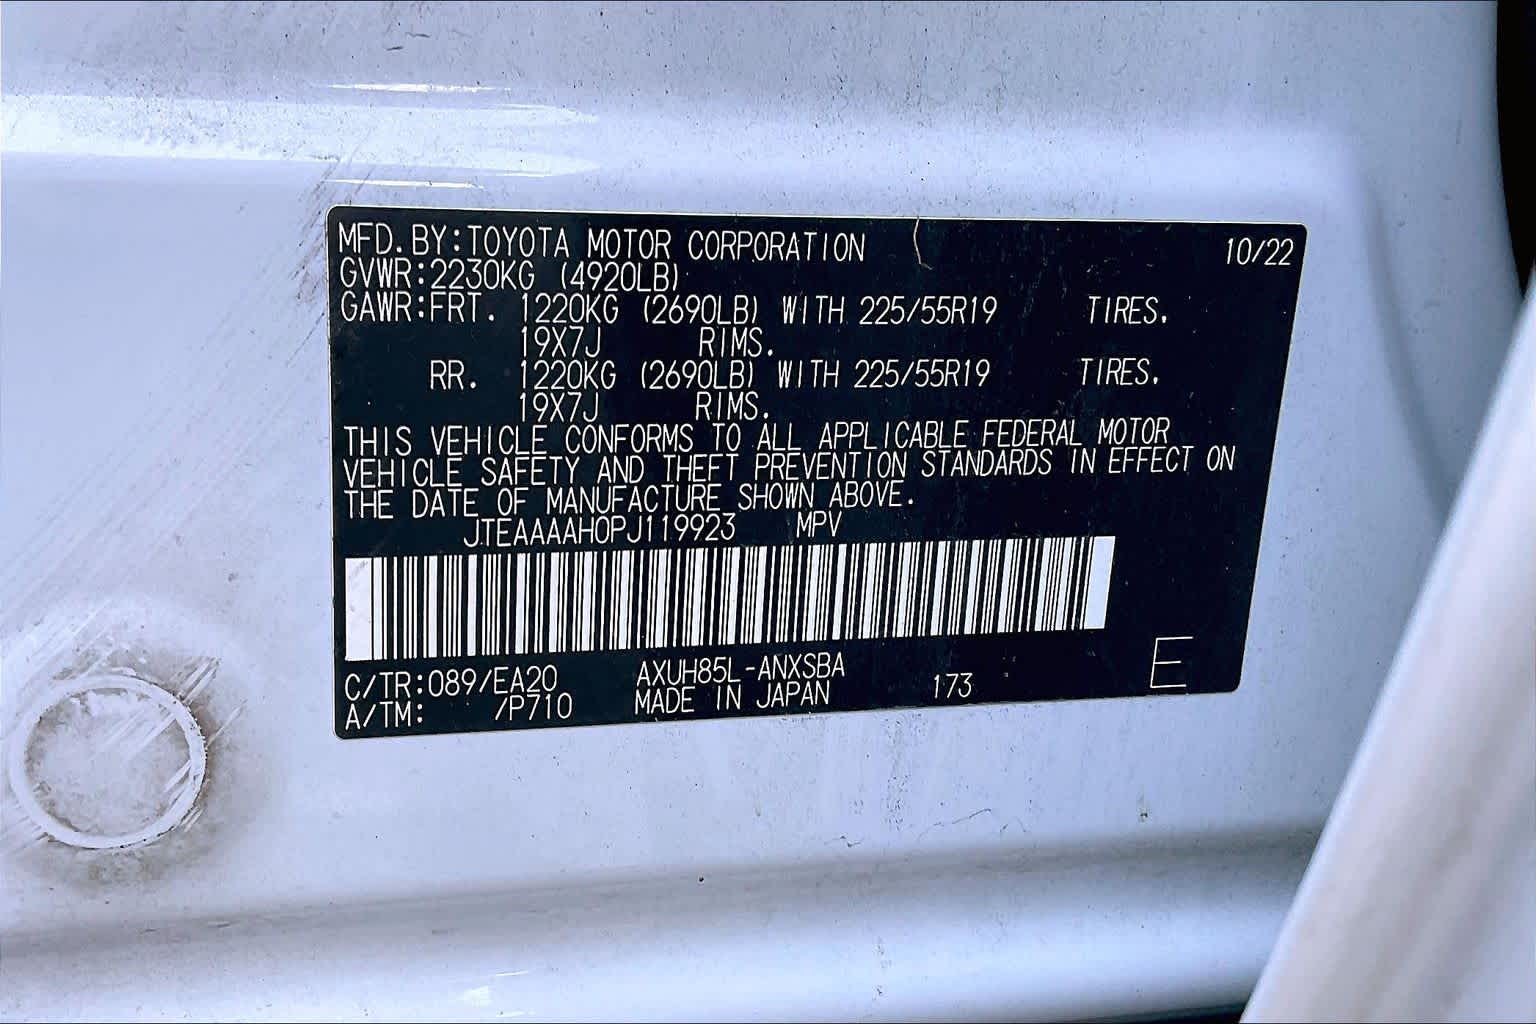 MFD. BY:TOYOTA MOTOR CORPORATION 10/22
GVWR:2230KG (4920LB)
GAWR:FRT. 1220KG (2690LB) WITH 225/55R19 TIRES.
19X7J RIMS.
RR. 1220KG (2690LB) WITH 225/55R19 TIRES.
19X7J RIMS.
THIS VEHICLE CONFORMS TO ALL APPLICABLE FEDERAL MOTOR
VEHICLE SAFETY AND THEFT PREVENTION STANDARDS IN EFFECT ON
THE DATE OF MANUFACTURE SHOWN ABOVE.
JTEAAAAH0PJ119923 MPV
C/TR:089/EA20 AXUH85L-ANXSBA
A/TM: /P710 MADE IN JAPAN 173 E